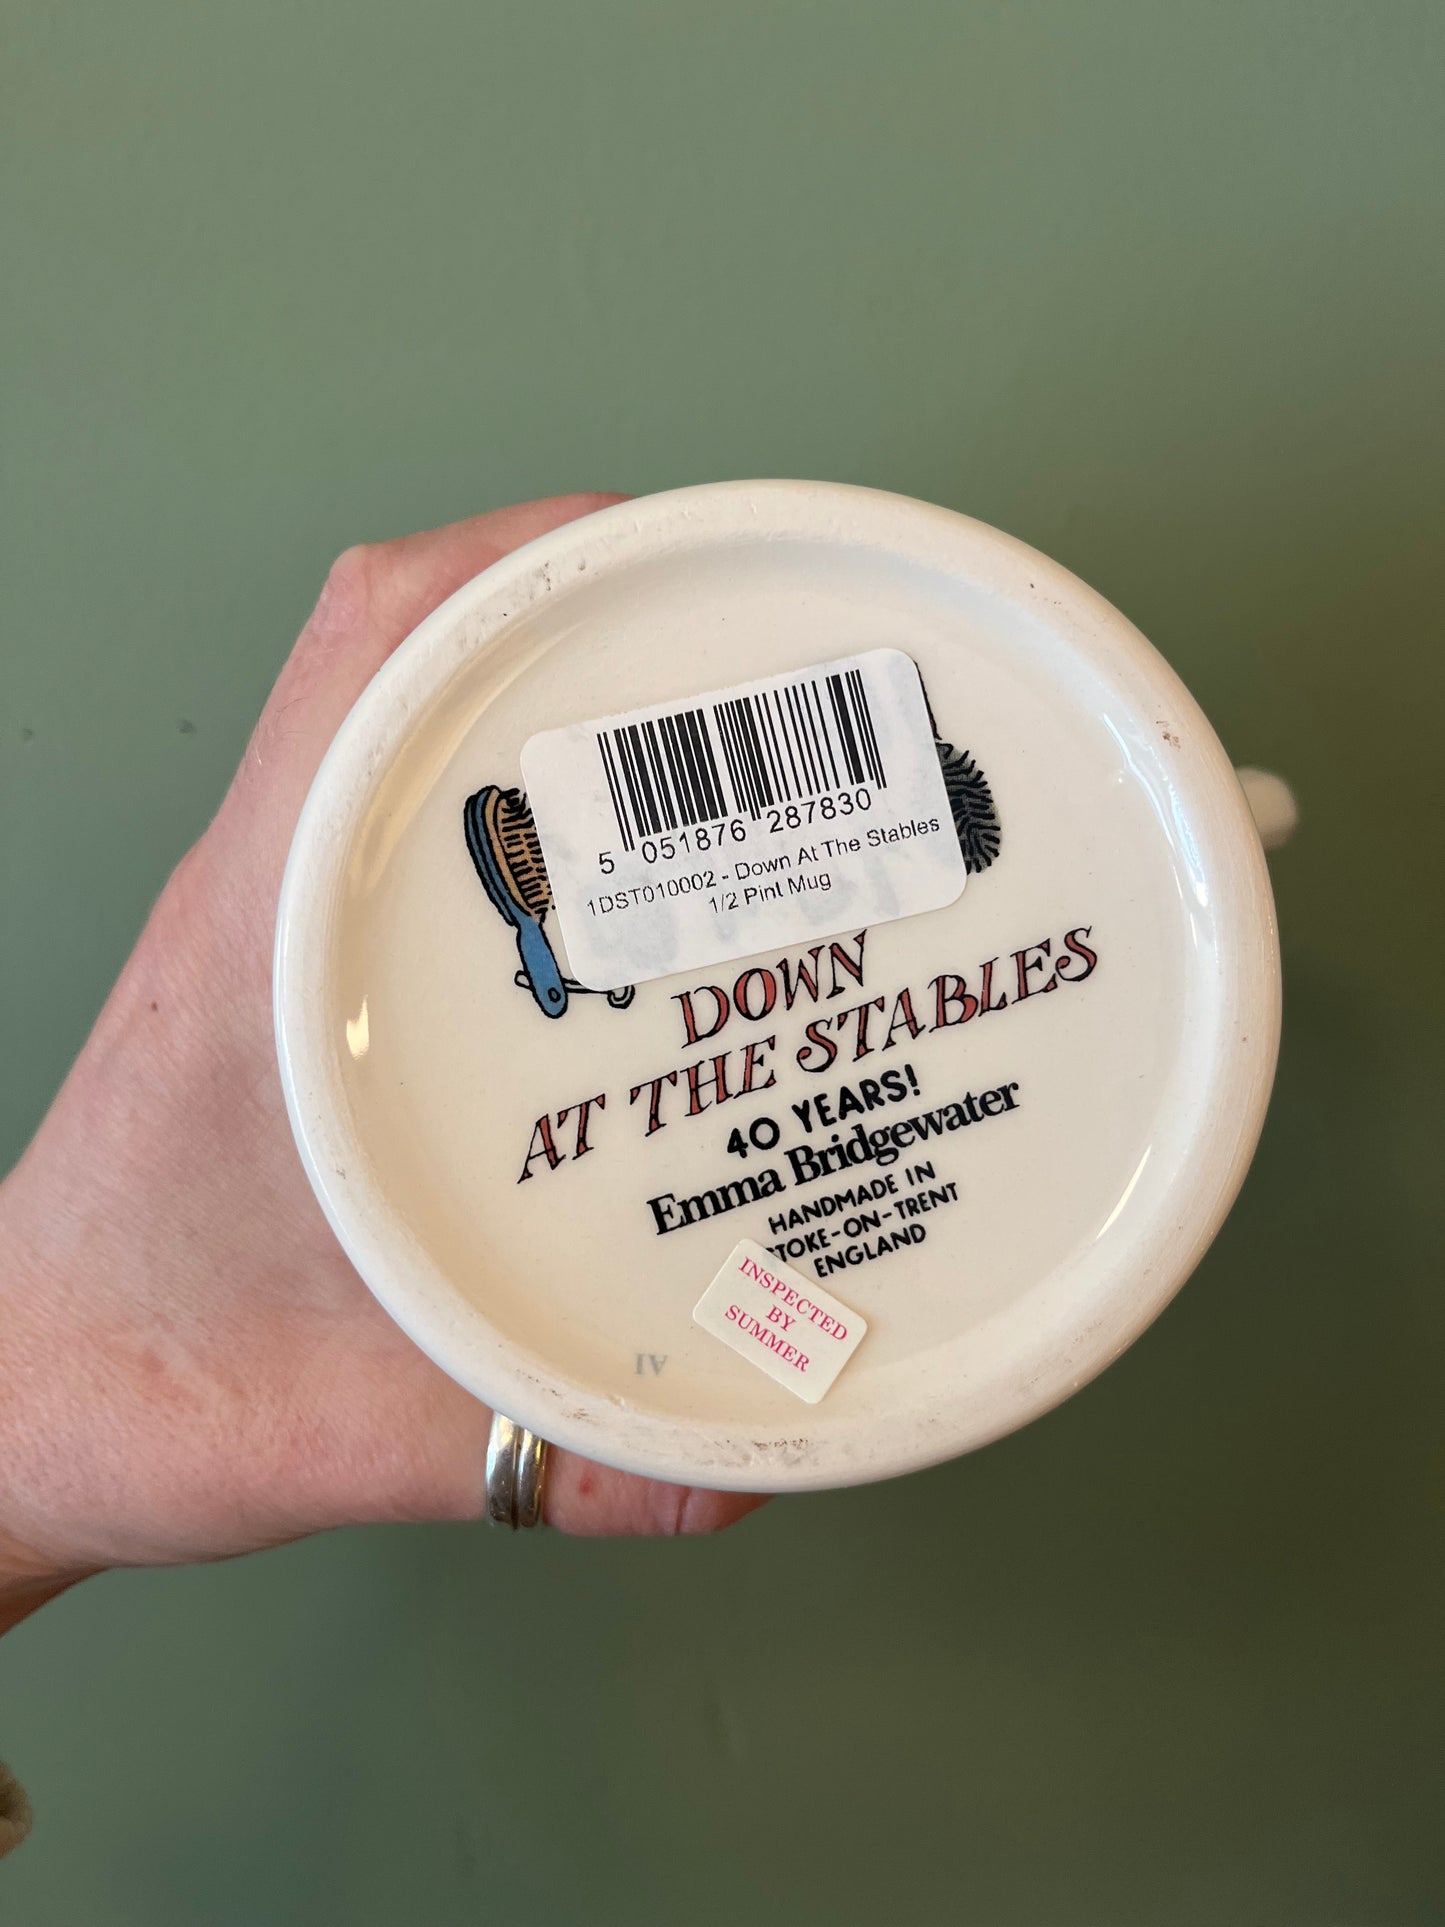 5 051876 287830
1DST010002 - Down At The Stables
1/2 Pint Mug
DOWN
AT THE STABLES
40 YEARS!
Emma Bridgewater
HANDMADE IN
TOKE-ON-TRENT
ENGLAND
INSPECTED
BY
SUMMER
AI